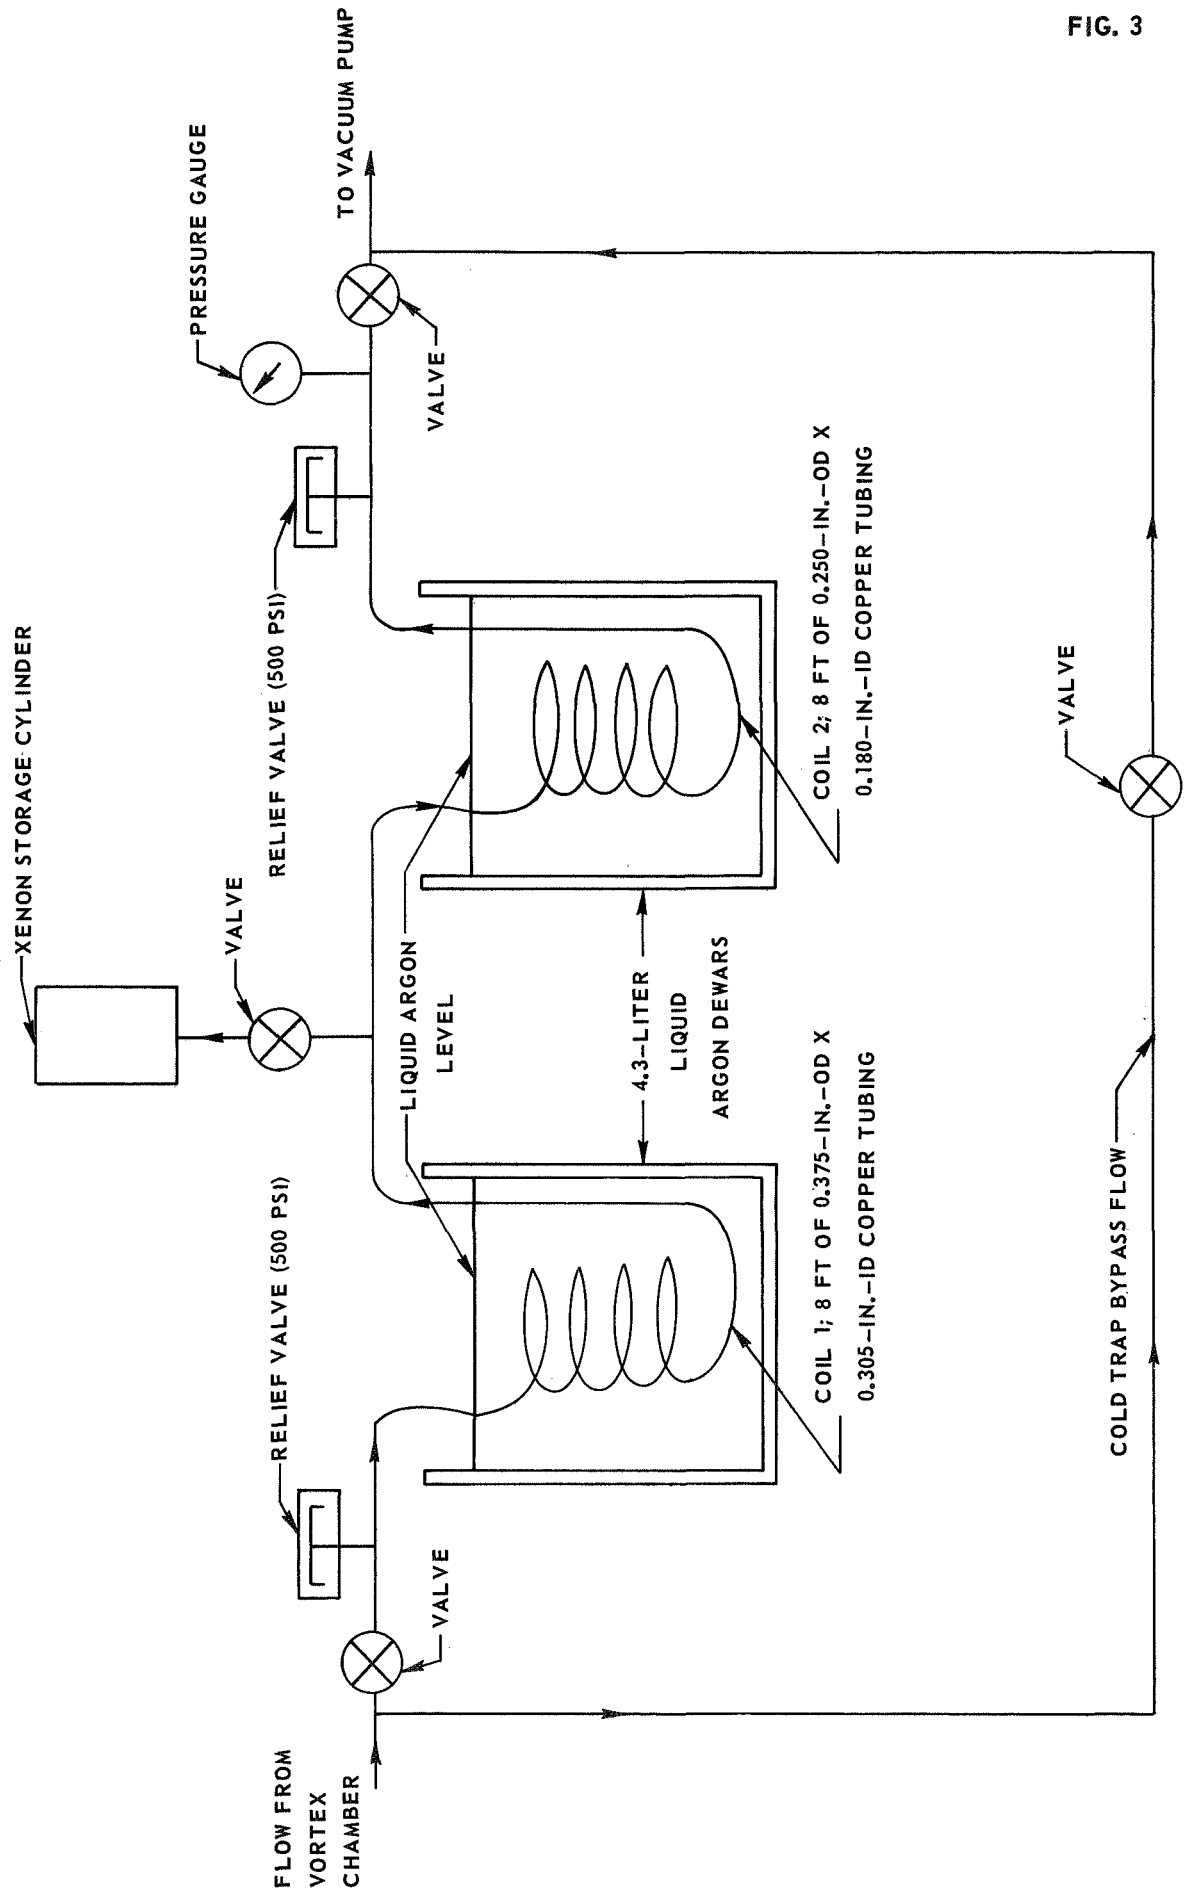 FIG. 3
XENON STORAGE CYLINDER
VALVE
PRESSURE GAUGE
RELIEF VALVE (500 PSI)
RELIEF VALVE (500 PSI)
TO VACUUM PUMP
FLOW FROM
VORTEX
CHAMBER
VALVE
VALVE
LIQUID ARGON
LEVEL
4.3-LITER
LIQUID
ARGON DEWARS
COIL 1; 8 FT OF 0.375-IN.-OD X
0.305-IN.-ID COPPER TUBING
COIL 2; 8 FT OF 0.250-IN.-OD X
0.180-IN.-ID COPPER TUBING
COLD TRAP BYPASS FLOW
VALVE